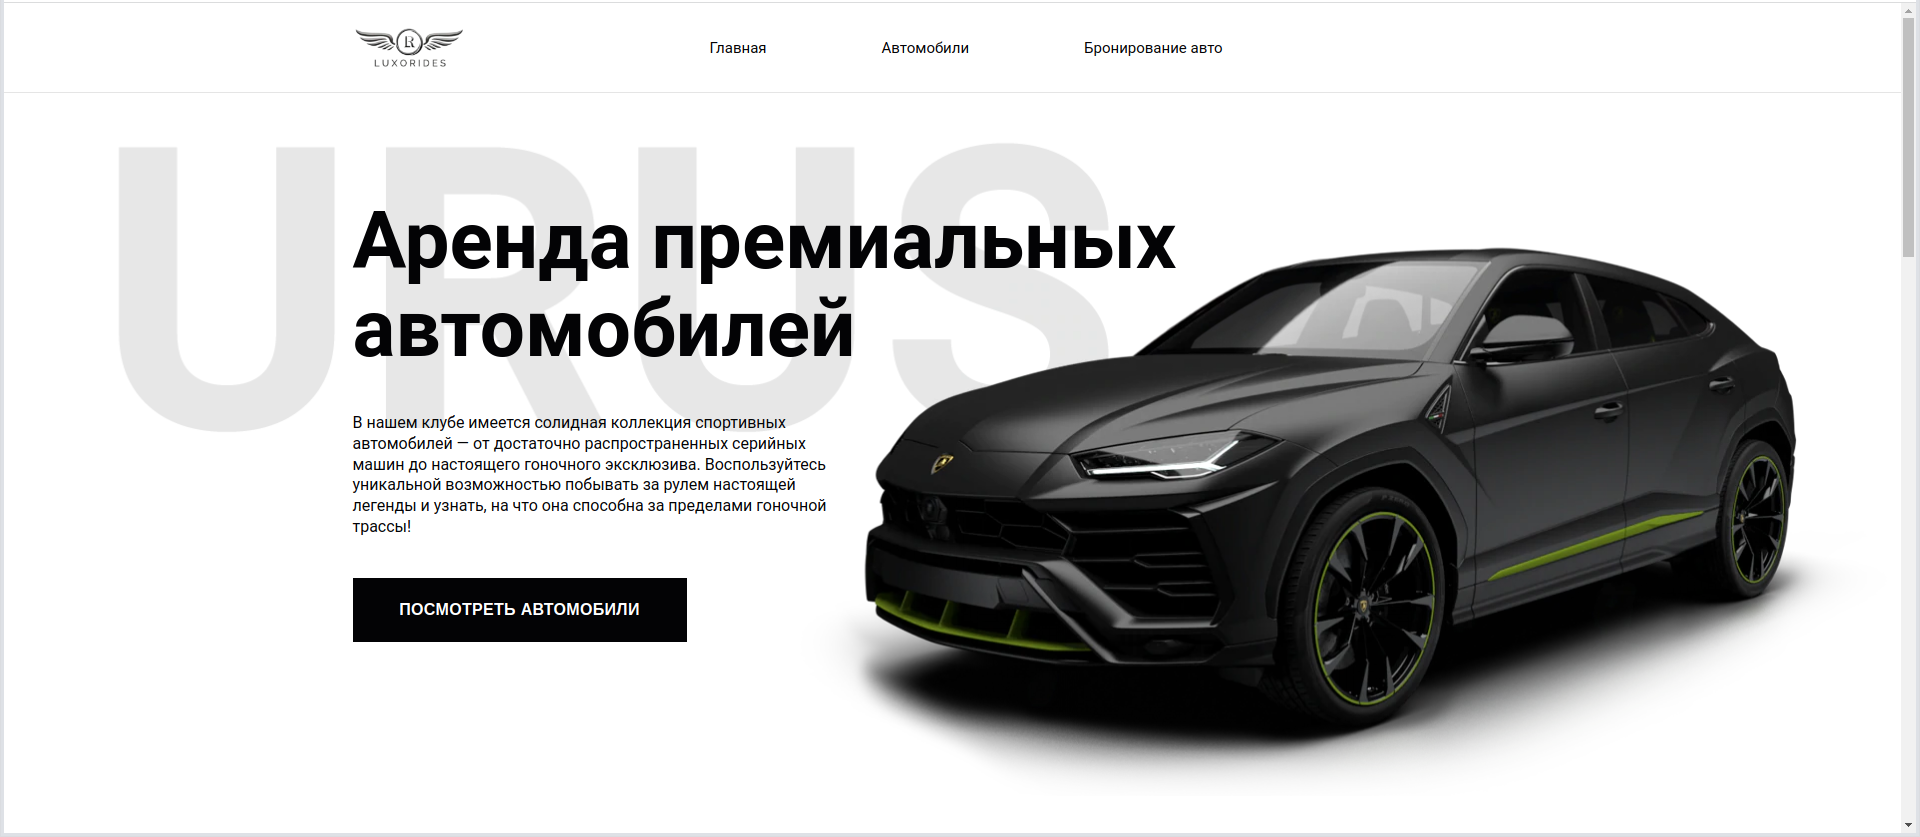 LUXORIDES
Главная
Автомобили
Бронирование авто
URUS
Аренда премиальных
автомобилей
В нашем клубе имеется солидная коллекция спортивных
автомобилей — от достаточно распространенных серийных
машин до настоящего гоночного эксклюзива. Воспользуйтесь
уникальной возможностью побывать за рулем настоящей
легенды и узнать, на что она способна за пределами гоночной
трассы!
ПОСМОТРЕТЬ АВТОМОБИЛИ